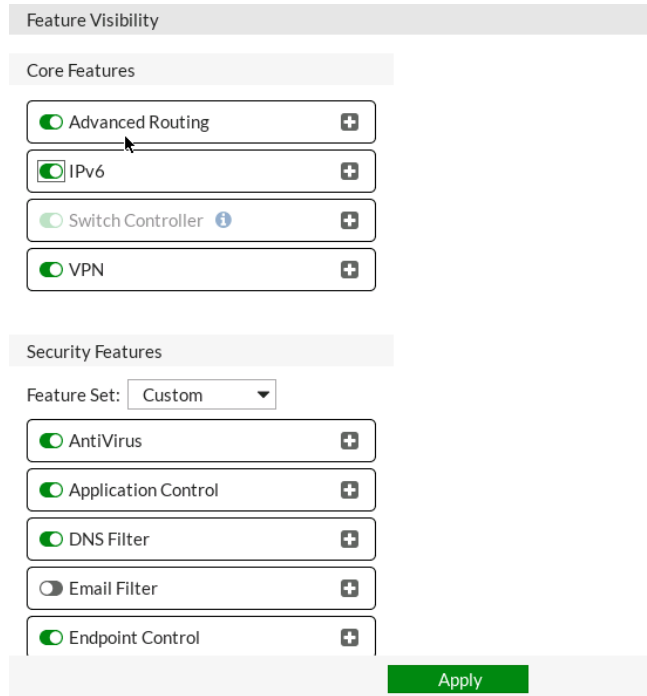 Feature Visibility
Core Features
Advanced Routing
IPv6
Switch Controller
VPN
Security Features
Feature Set: Custom
AntiVirus
Application Control
DNS Filter
Email Filter
Endpoint Control
Apply